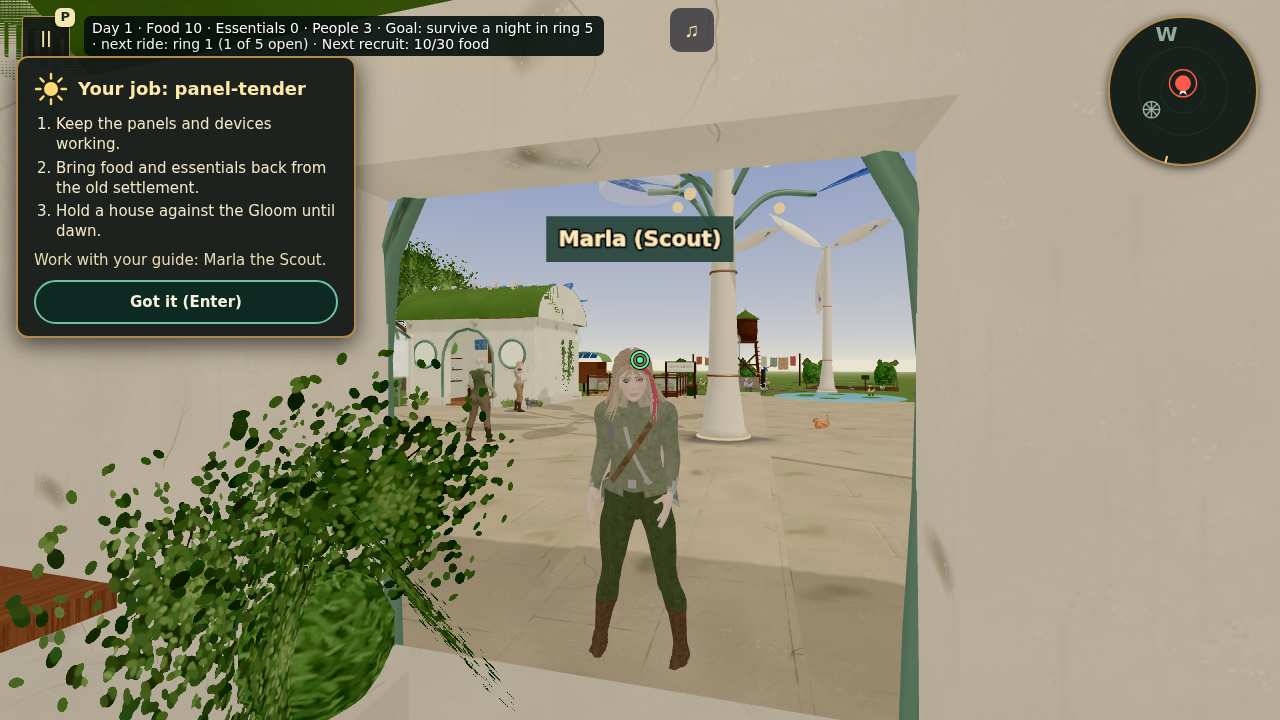 P
Day 1 · Food 10 · Essentials 0 · People 3 · Goal: survive a night in ring 5
· next ride: ring 1 (1 of 5 open) · Next recruit: 10/30 food
W
Your job: panel-tender
1. Keep the panels and devices
working.
2. Bring food and essentials back from
the old settlement.
3. Hold a house against the Gloom until
dawn.
Work with your guide: Marla the Scout.
Got it (Enter)
Marla (Scout)